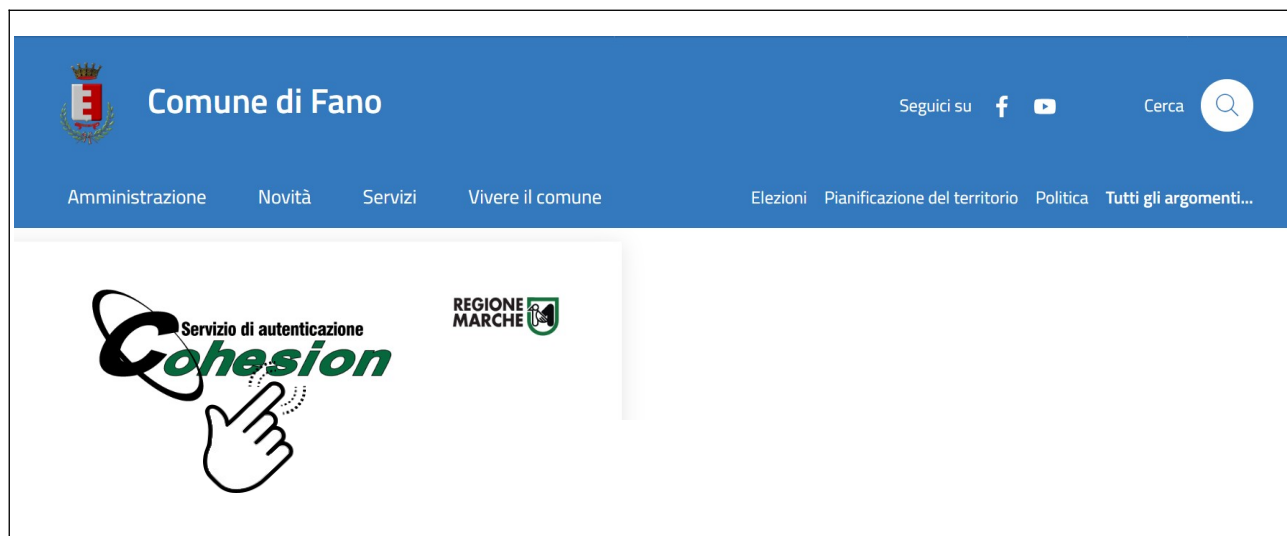 Comune di Fano
Seguici su
Cerca
Amministrazione Novità Servizi Vivere il comune
Elezioni Pianificazione del territorio Politica Tutti gli argomenti...
Servizio di autenticazione
Cohesion
REGIONE
MARCHE